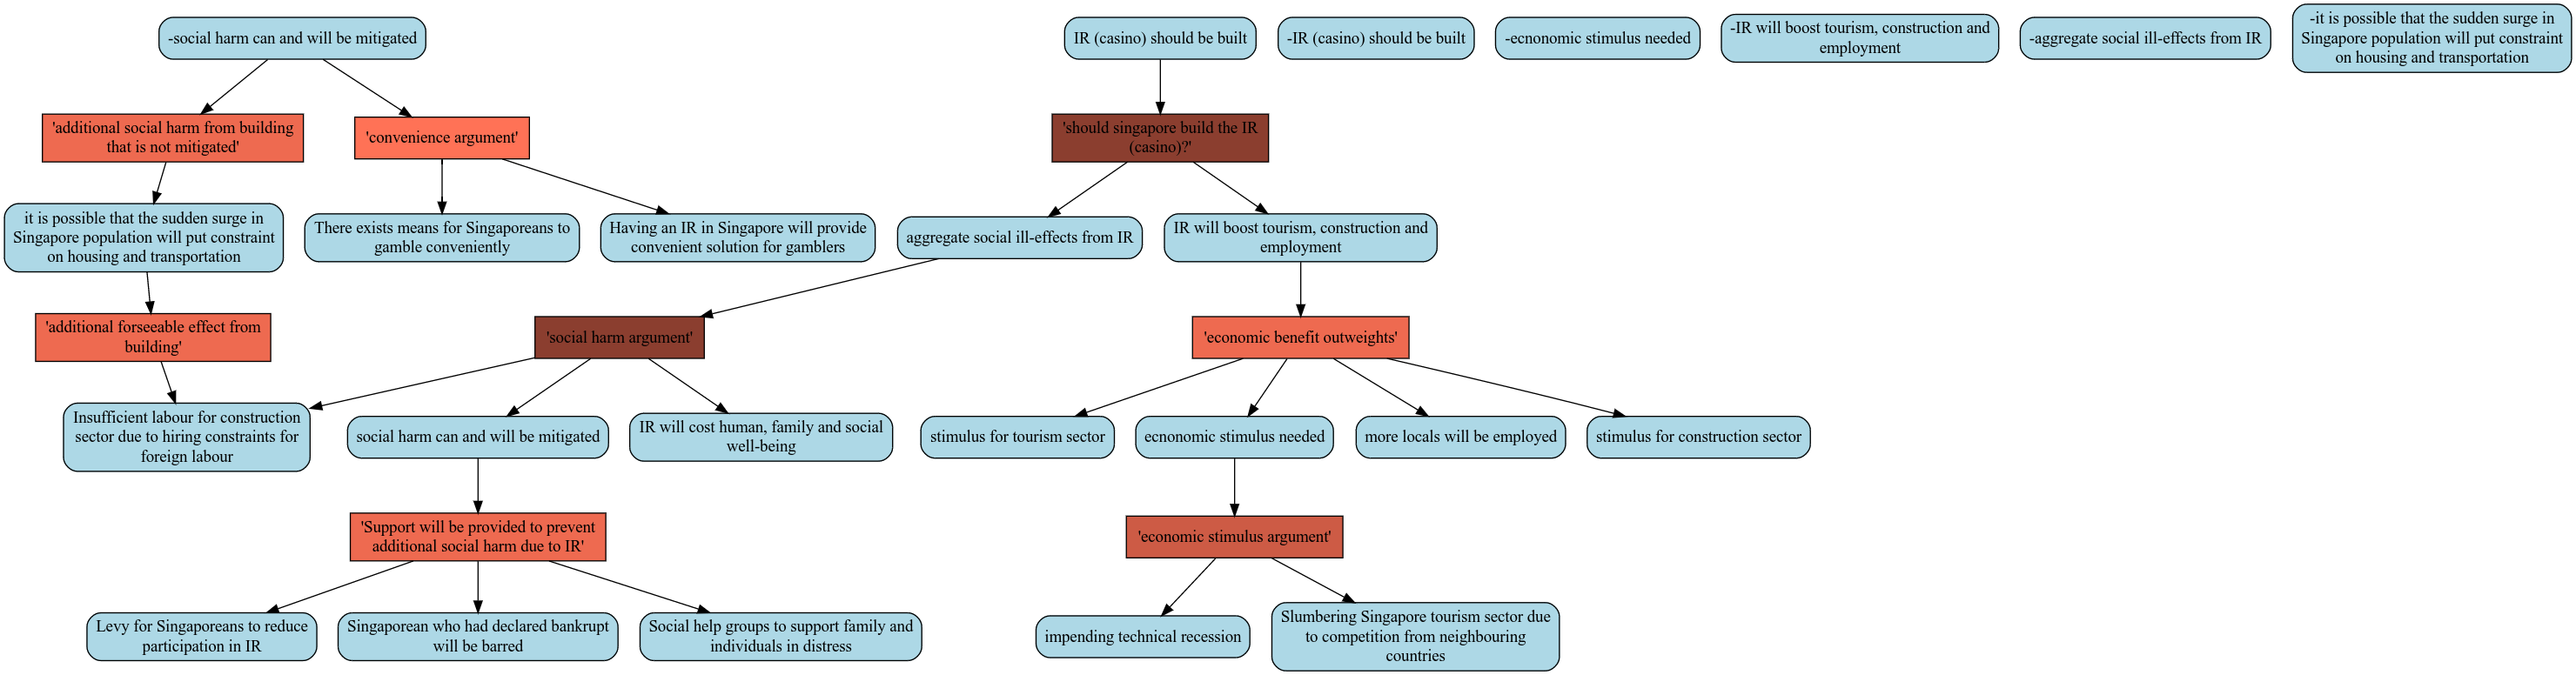 -social harm can and will be mitigated
IR (casino) should be built
-IR (casino) should be built
-ecnonomic stimulus needed
-IR will boost tourism, construction and
employment
-aggregate social ill-effects from IR
-it is possible that the sudden surge in
Singapore population will put constraint
on housing and transportation
'additional social harm from building
that is not mitigated'
'convenience argument'
'should singapore build the IR
(casino)?'
it is possible that the sudden surge in
Singapore population will put constraint
on housing and transportation
There exists means for Singaporeans to
gamble conveniently
Having an IR in Singapore will provide
convenient solution for gamblers
aggregate social ill-effects from IR
IR will boost tourism, construction and
employment
'additional forseeable effect from
building'
'social harm argument'
'economic benefit outweights'
Insufficient labour for construction
sector due to hiring constraints for
foreign labour
social harm can and will be mitigated
IR will cost human, family and social
well-being
stimulus for tourism sector
ecnonomic stimulus needed
more locals will be employed
stimulus for construction sector
'Support will be provided to prevent
additional social harm due to IR'
'economic stimulus argument'
Levy for Singaporeans to reduce
participation in IR
Singaporean who had declared bankrupt
will be barred
Social help groups to support family and
individuals in distress
impending technical recession
Slumbering Singapore tourism sector due
to competition from neighbouring
countries